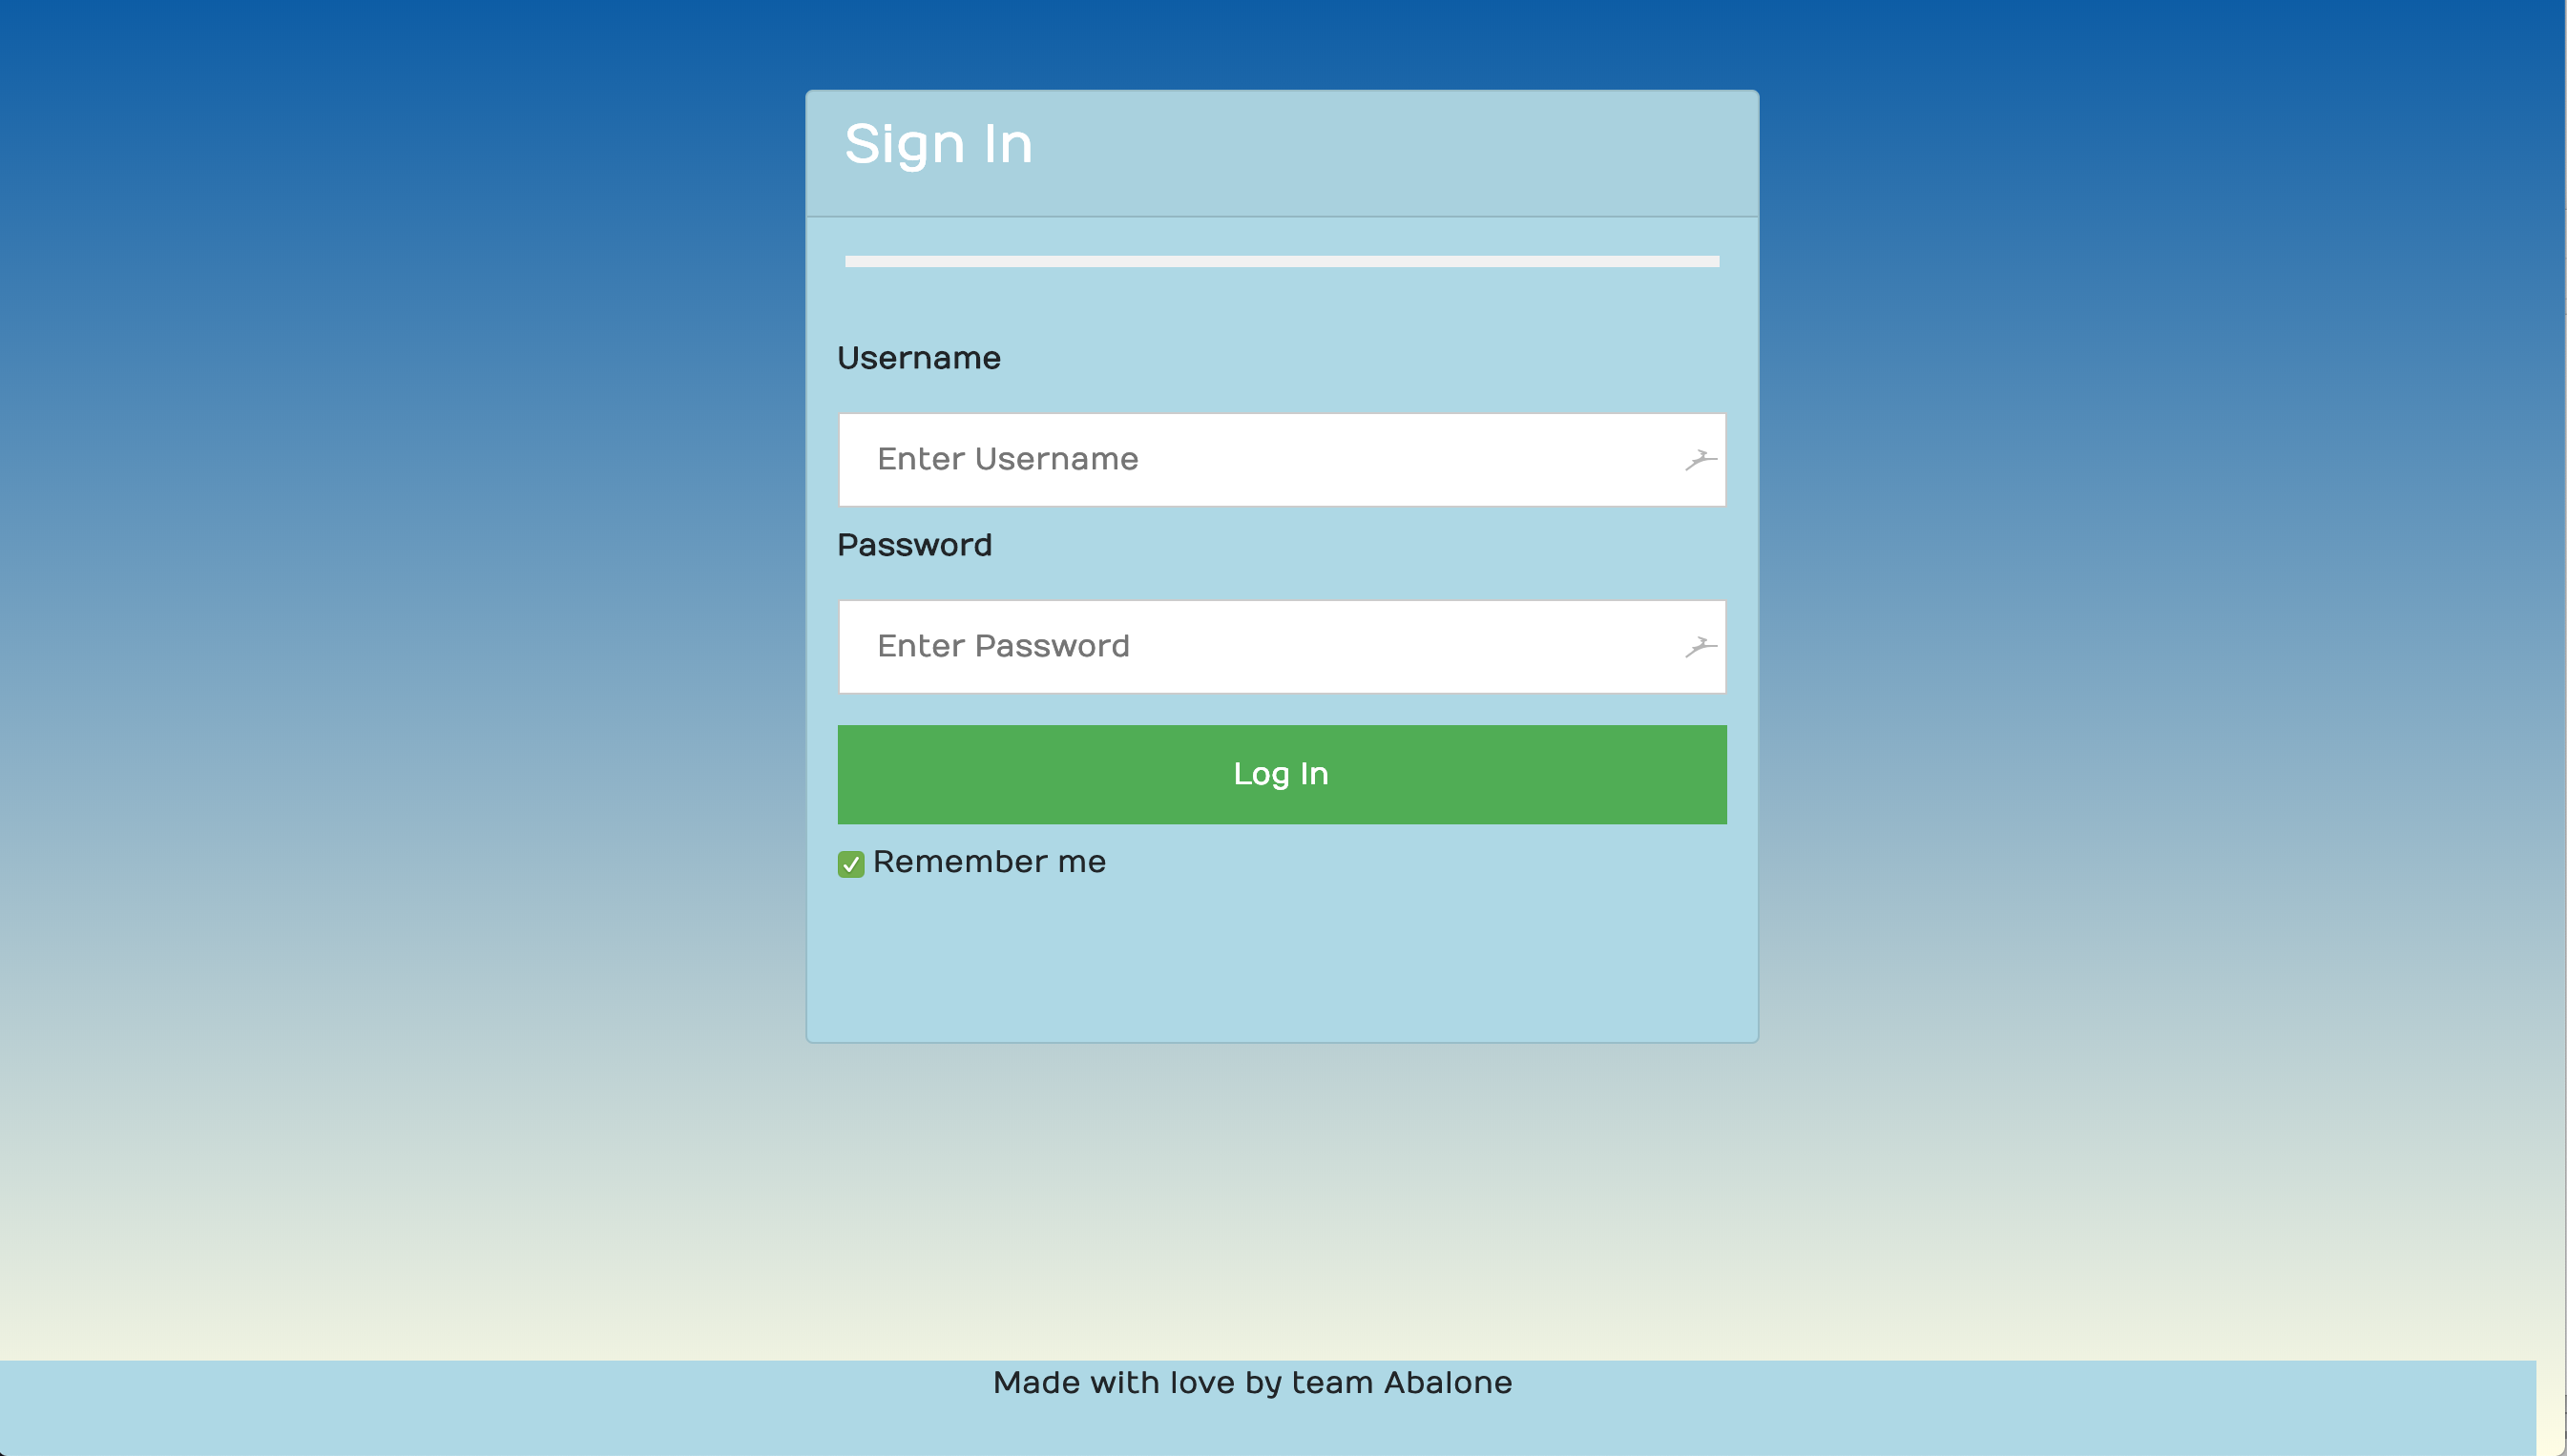 Sign In
Username
Enter Username
Password
Enter Password
Log In
Remember me
Made with love by team Abalone